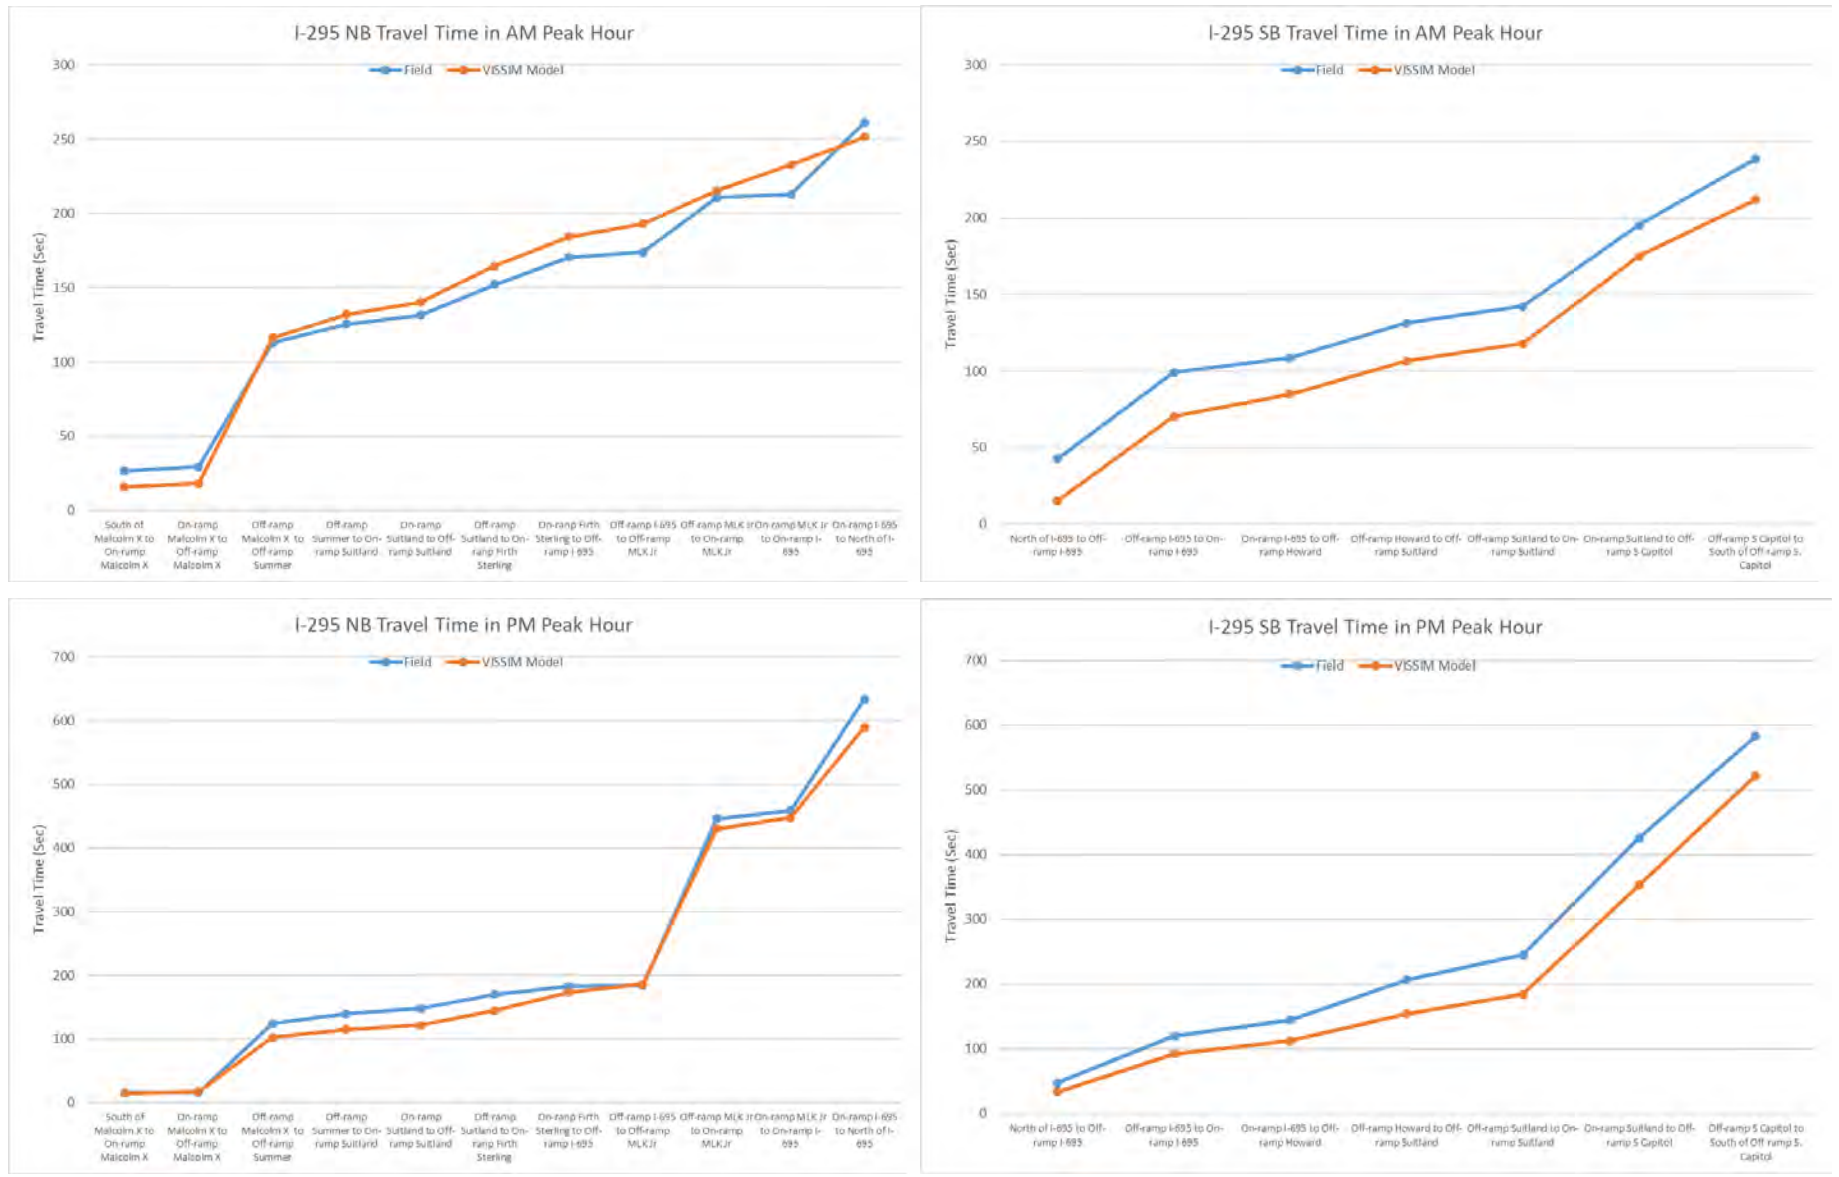 I-295 NB Travel Time in AM Peak Hour
Field VISSIM Model
300
250
200
150
100
50
0
Travel Time (Sec)
South of Malcolm X to On-ramp Malcolm X
On-ramp Malcolm X to Off-ramp Malcolm X
Off-ramp Malcolm X to Off-ramp Summer
Off-ramp Summer to On-ramp Suitland
On-ramp Suitland to Off-ramp Suitland
Off-ramp Suitland to On-ramp Firth Sterling
On-ramp Firth Sterling to Off-ramp I-695
Off-ramp I-695 to Off-ramp MLK Jr
Off-ramp MLK Jr to On-ramp MLK Jr
On-ramp MLK Jr to On-ramp I-695
On-ramp I-695 to North of I-695
I-295 SB Travel Time in AM Peak Hour
Field VISSIM Model
300
250
200
150
100
50
0
Travel Time (Sec)
North of I-695 to Off-ramp I-695
Off-ramp I-695 to On-ramp I-695
On-ramp I-695 to Off-ramp Howard
Off-ramp Howard to Off-ramp Suitland
Off-ramp Suitland to On-ramp Suitland
On-ramp Suitland to Off-ramp S Capitol
Off-ramp S Capitol to South of Off ramp S. Capitol
I-295 NB Travel Time in PM Peak Hour
Field VISSIM Model
700
600
500
400
300
200
100
0
Travel Time (Sec)
South of Malcolm X to On-ramp Malcolm X
On-ramp Malcolm X to Off-ramp Malcolm X
Off-ramp Malcolm X to Off-ramp Summer
Off-ramp Summer to On-ramp Suitland
On-ramp Suitland to Off-ramp Suitland
Off-ramp Suitland to On-ramp Firth Sterling
On-ramp Firth Sterling to Off-ramp I-695
Off-ramp I-695 to Off-ramp MLK Jr
Off-ramp MLK Jr to On-ramp MLK Jr
On-ramp MLK Jr to On-ramp I-695
On-ramp I-695 to North of I-695
I-295 SB Travel Time in PM Peak Hour
Field VISSIM Model
700
600
500
400
300
200
100
0
Travel Time (Sec)
North of I-695 to Off-ramp I-695
Off-ramp I-695 to On-ramp I-695
On-ramp I-695 to Off-ramp Howard
Off-ramp Howard to Off-ramp Suitland
Off-ramp Suitland to On-ramp Suitland
On-ramp Suitland to Off-ramp S Capitol
Off-ramp S Capitol to South of Off ramp S. Capitol